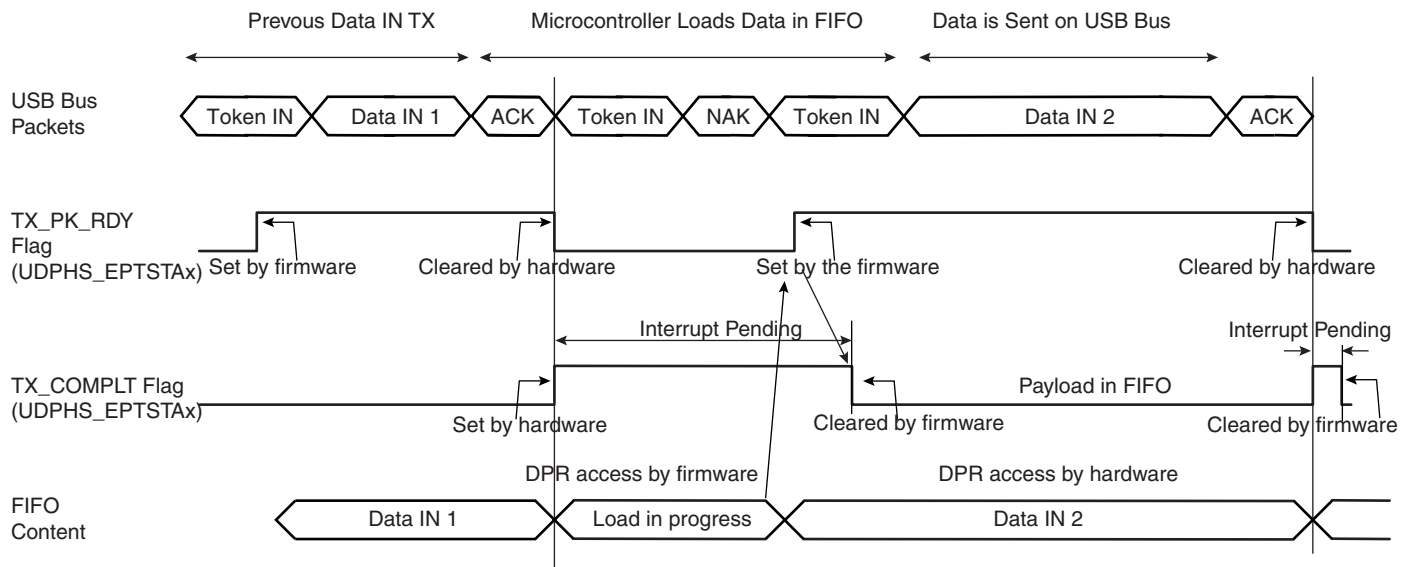 Prevous Data IN TX
Microcontroller Loads Data in FIFO
Data is Sent on USB Bus
USB Bus
Packets
Token IN
Data IN 1
ACK
Token IN
NAK
Token IN
Data IN 2
ACK
TX_PK_RDY
Flag
(UDPHS_EPTSTAx)
Set by firmware
Cleared by hardware
Set by the firmware
Cleared by hardware
Interrupt Pending
Interrupt Pending
TX_COMPLT Flag
(UDPHS_EPTSTAx)
Payload in FIFO
Set by hardware
Cleared by firmware
Cleared by firmware
DPR access by firmware
DPR access by hardware
FIFO
Content
Data IN 1
Load in progress
Data IN 2